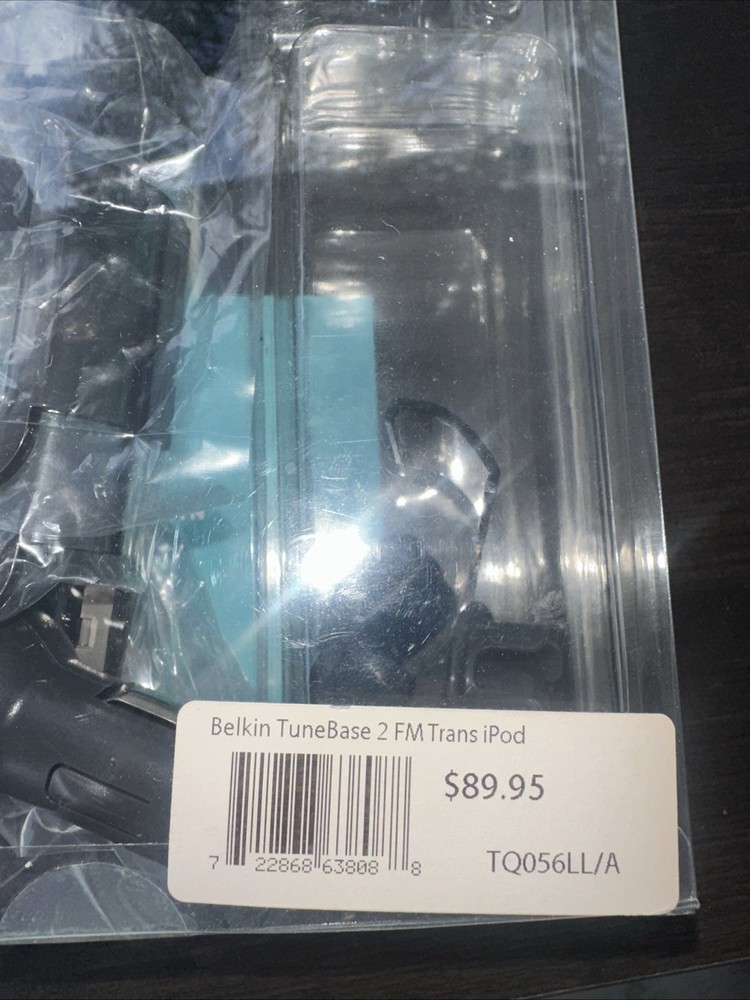 Belkin TuneBase 2 FM Trans iPod
$89.95
7 22868 63808 8
TQ056LL/A